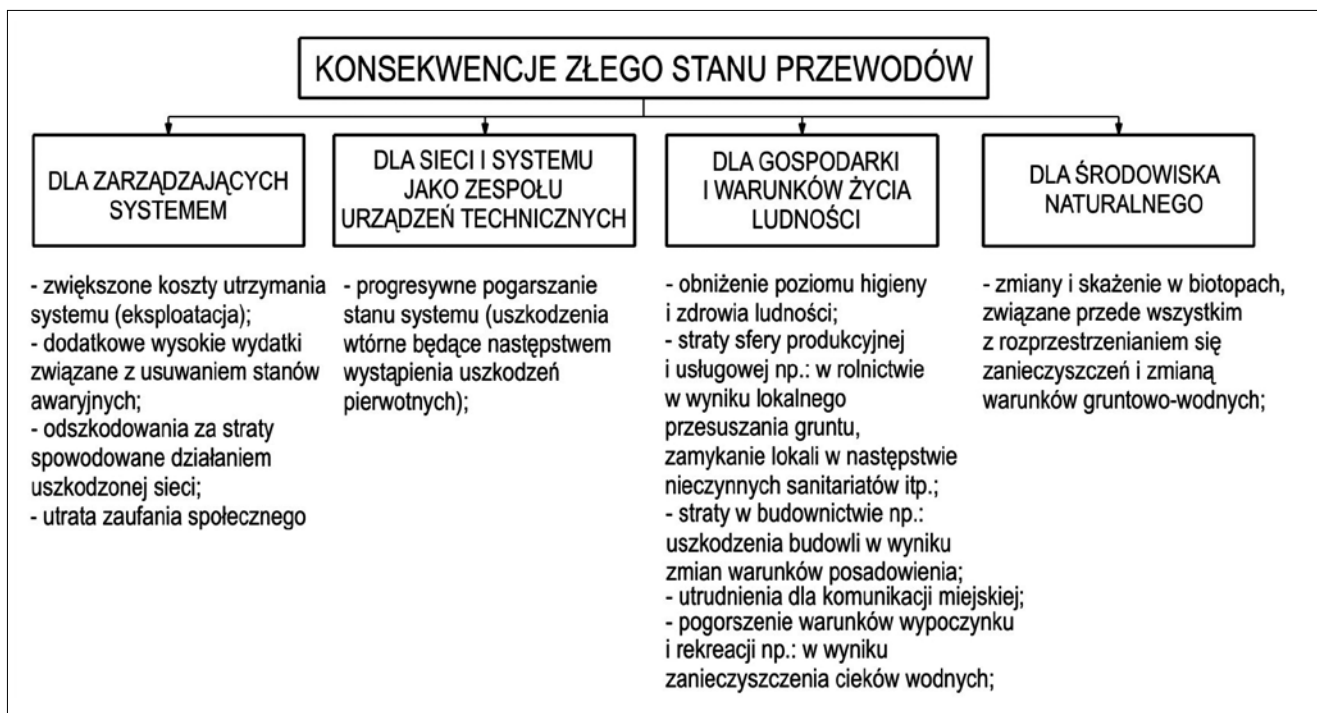 KONSEKWENCJE ZŁEGO STANU PRZEWODÓW
DLA ZARZĄDZAJĄCYCH
SYSTEMEM
- zwiększone koszty utrzymania
systemu (eksploatacja);
- dodatkowe wysokie wydatki
związane z usuwaniem stanów
awaryjnych;
- odszkodowania za straty
spowodowane działaniem
uszkodzonej sieci;
- utrata zaufania społecznego
DLA SIECI I SYSTEMU
JAKO ZESPOŁU
URZĄDZEŃ TECHNICZNYCH
- progresywne pogarszanie
stanu systemu (uszkodzenia
wtórne będące następstwem
wystąpienia uszkodzeń
pierwotnych);
DLA GOSPODARKI
I WARUNKÓW ŻYCIA
LUDNOŚCI
- obniżenie poziomu higieny
i zdrowia ludności;
- straty sfery produkcyjnej
i usługowej np.: w rolnictwie
w wyniku lokalnego
przesuszania gruntu,
zamykanie lokali w następstwie
nieczynnych sanitariatów itp.;
- straty w budownictwie np.:
uszkodzenia budowli w wyniku
zmian warunków posadowienia;
- utrudnienia dla komunikacji miejskiej;
- pogorszenie warunków wypoczynku
i rekreacji np.: w wyniku
zanieczyszczenia cieków wodnych;
DLA ŚRODOWISKA
NATURALNEGO
- zmiany i skażenie w biotopach,
związane przede wszystkim
z rozprzestrzenianiem się
zanieczyszczeń i zmianą
warunków gruntowo-wodnych;